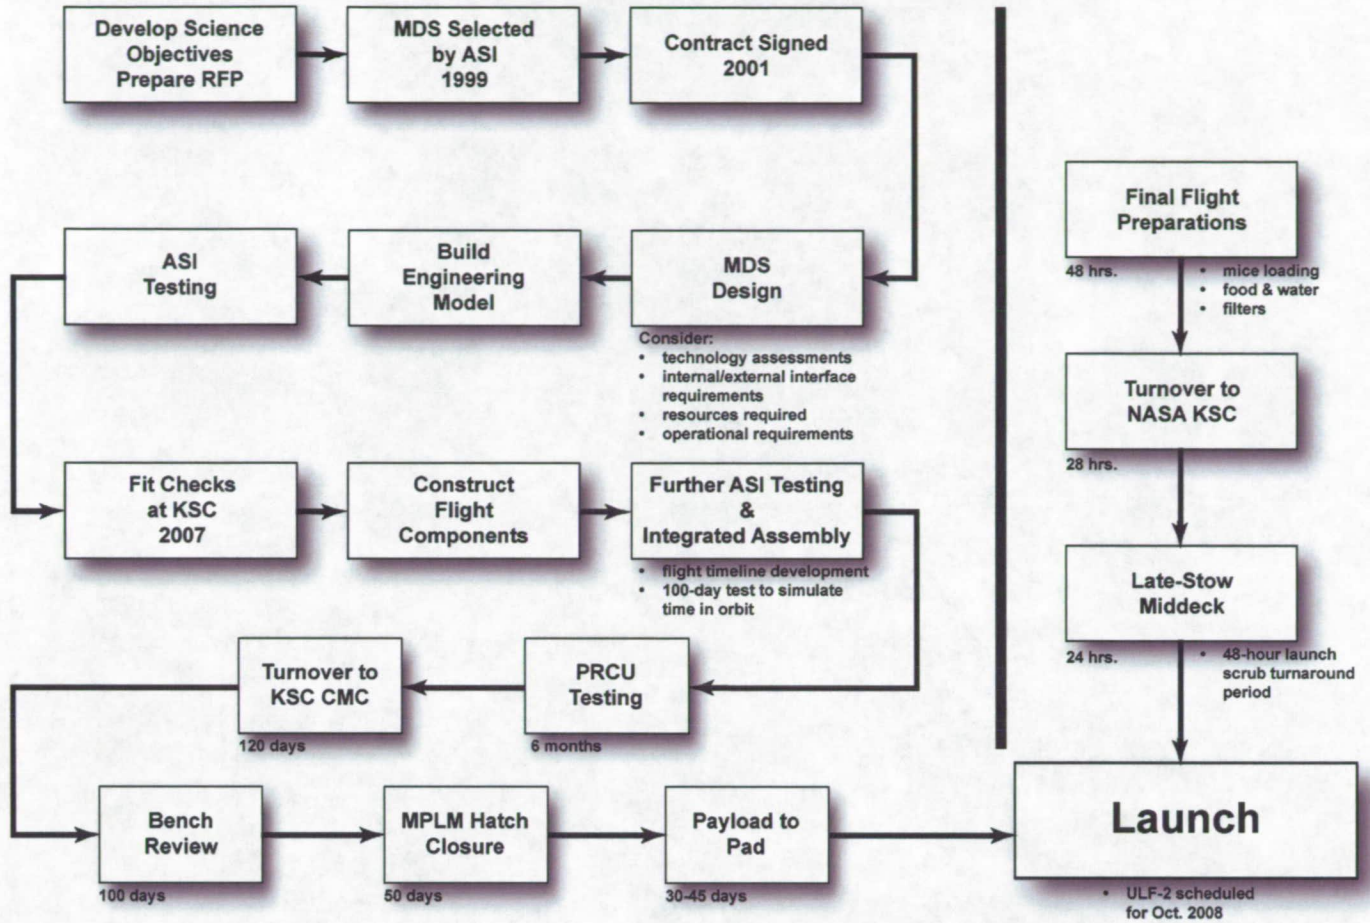 Develop Science
Objectives
Prepare RFP
MDS Selected
by ASI
1999
Contract Signed
2001
MDS
Design
Consider:
• technology assessments
• internal/external interface
requirements
• resources required
• operational requirements
Build
Engineering
Model
ASI
Testing
Fit Checks
at KSC
2007
Construct
Flight
Components
Further ASI Testing
&
Integrated Assembly
• flight timeline development
• 100-day test to simulate
time in orbit
PRCU
Testing
6 months
Turnover to
KSC CMC
120 days
Bench
Review
100 days
MPLM Hatch
Closure
50 days
Payload to
Pad
30-45 days
Final Flight
Preparations
48 hrs.
• mice loading
• food & water
• filters
Turnover to
NASA KSC
28 hrs.
Late-Stow
Middeck
24 hrs.
• 48-hour launch
scrub turnaround
period
Launch
• ULF-2 scheduled
for Oct. 2008